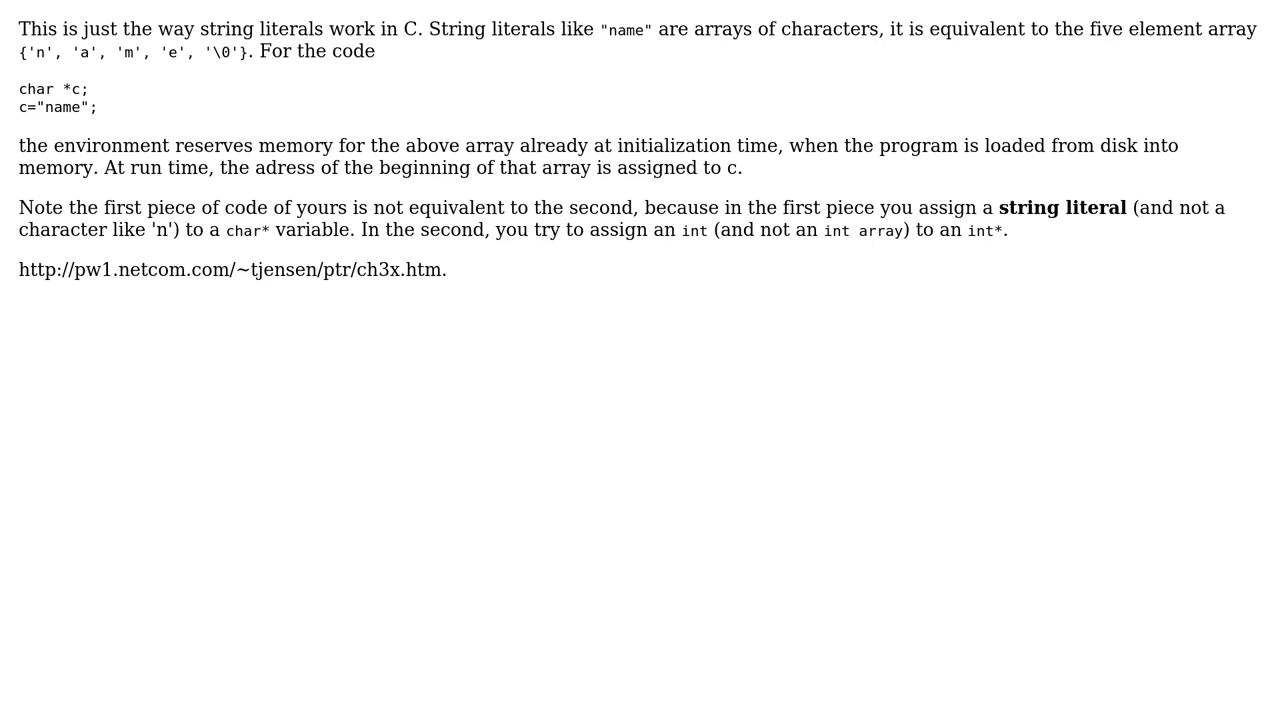 This is just the way string literals work in C. String literals like "name" are arrays of characters, it is equivalent to the five element array
{'n', 'a', 'm', 'e', '\0'}. For the code
char *c;
c="name";
the environment reserves memory for the above array already at initialization time, when the program is loaded from disk into
memory. At run time, the adress of the beginning of that array is assigned to c.
Note the first piece of code of yours is not equivalent to the second, because in the first piece you assign a string literal (and not a
character like 'n') to a char* variable. In the second, you try to assign an int (and not an int array) to an int*.
http://pw1.netcom.com/~tjensen/ptr/ch3x.htm.